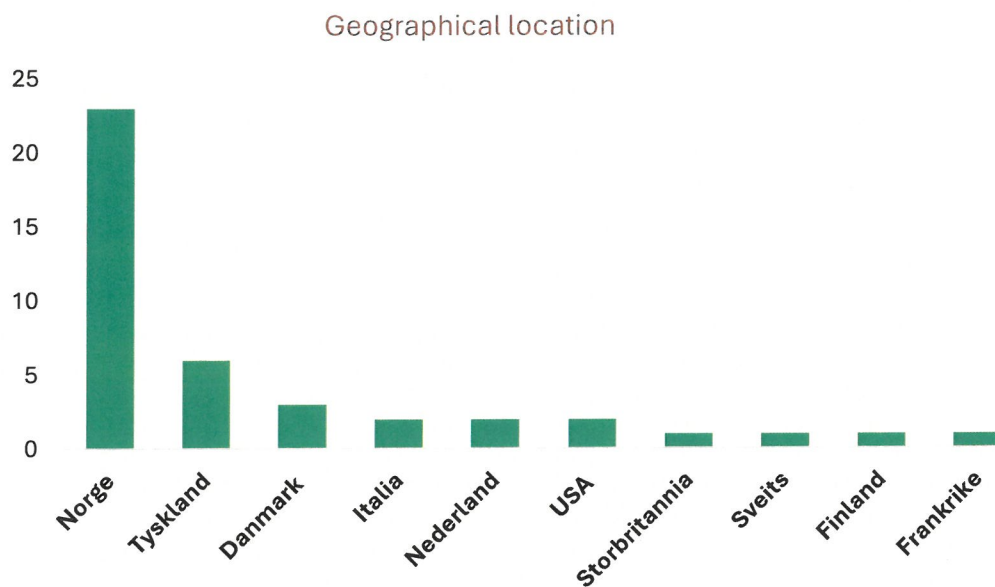 Geographical location
25
20
15
10
5
0
Norge
Tyskland
Danmark
Italia
Nederland
USA
Storbritannia
Sveits
Finland
Frankrike